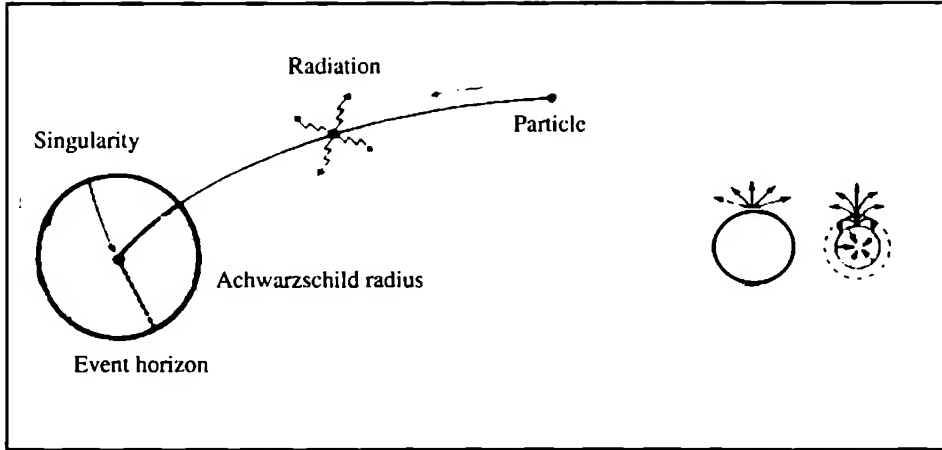 Radiation
Particle
Singularity
Achwarzschild radius
Event horizon